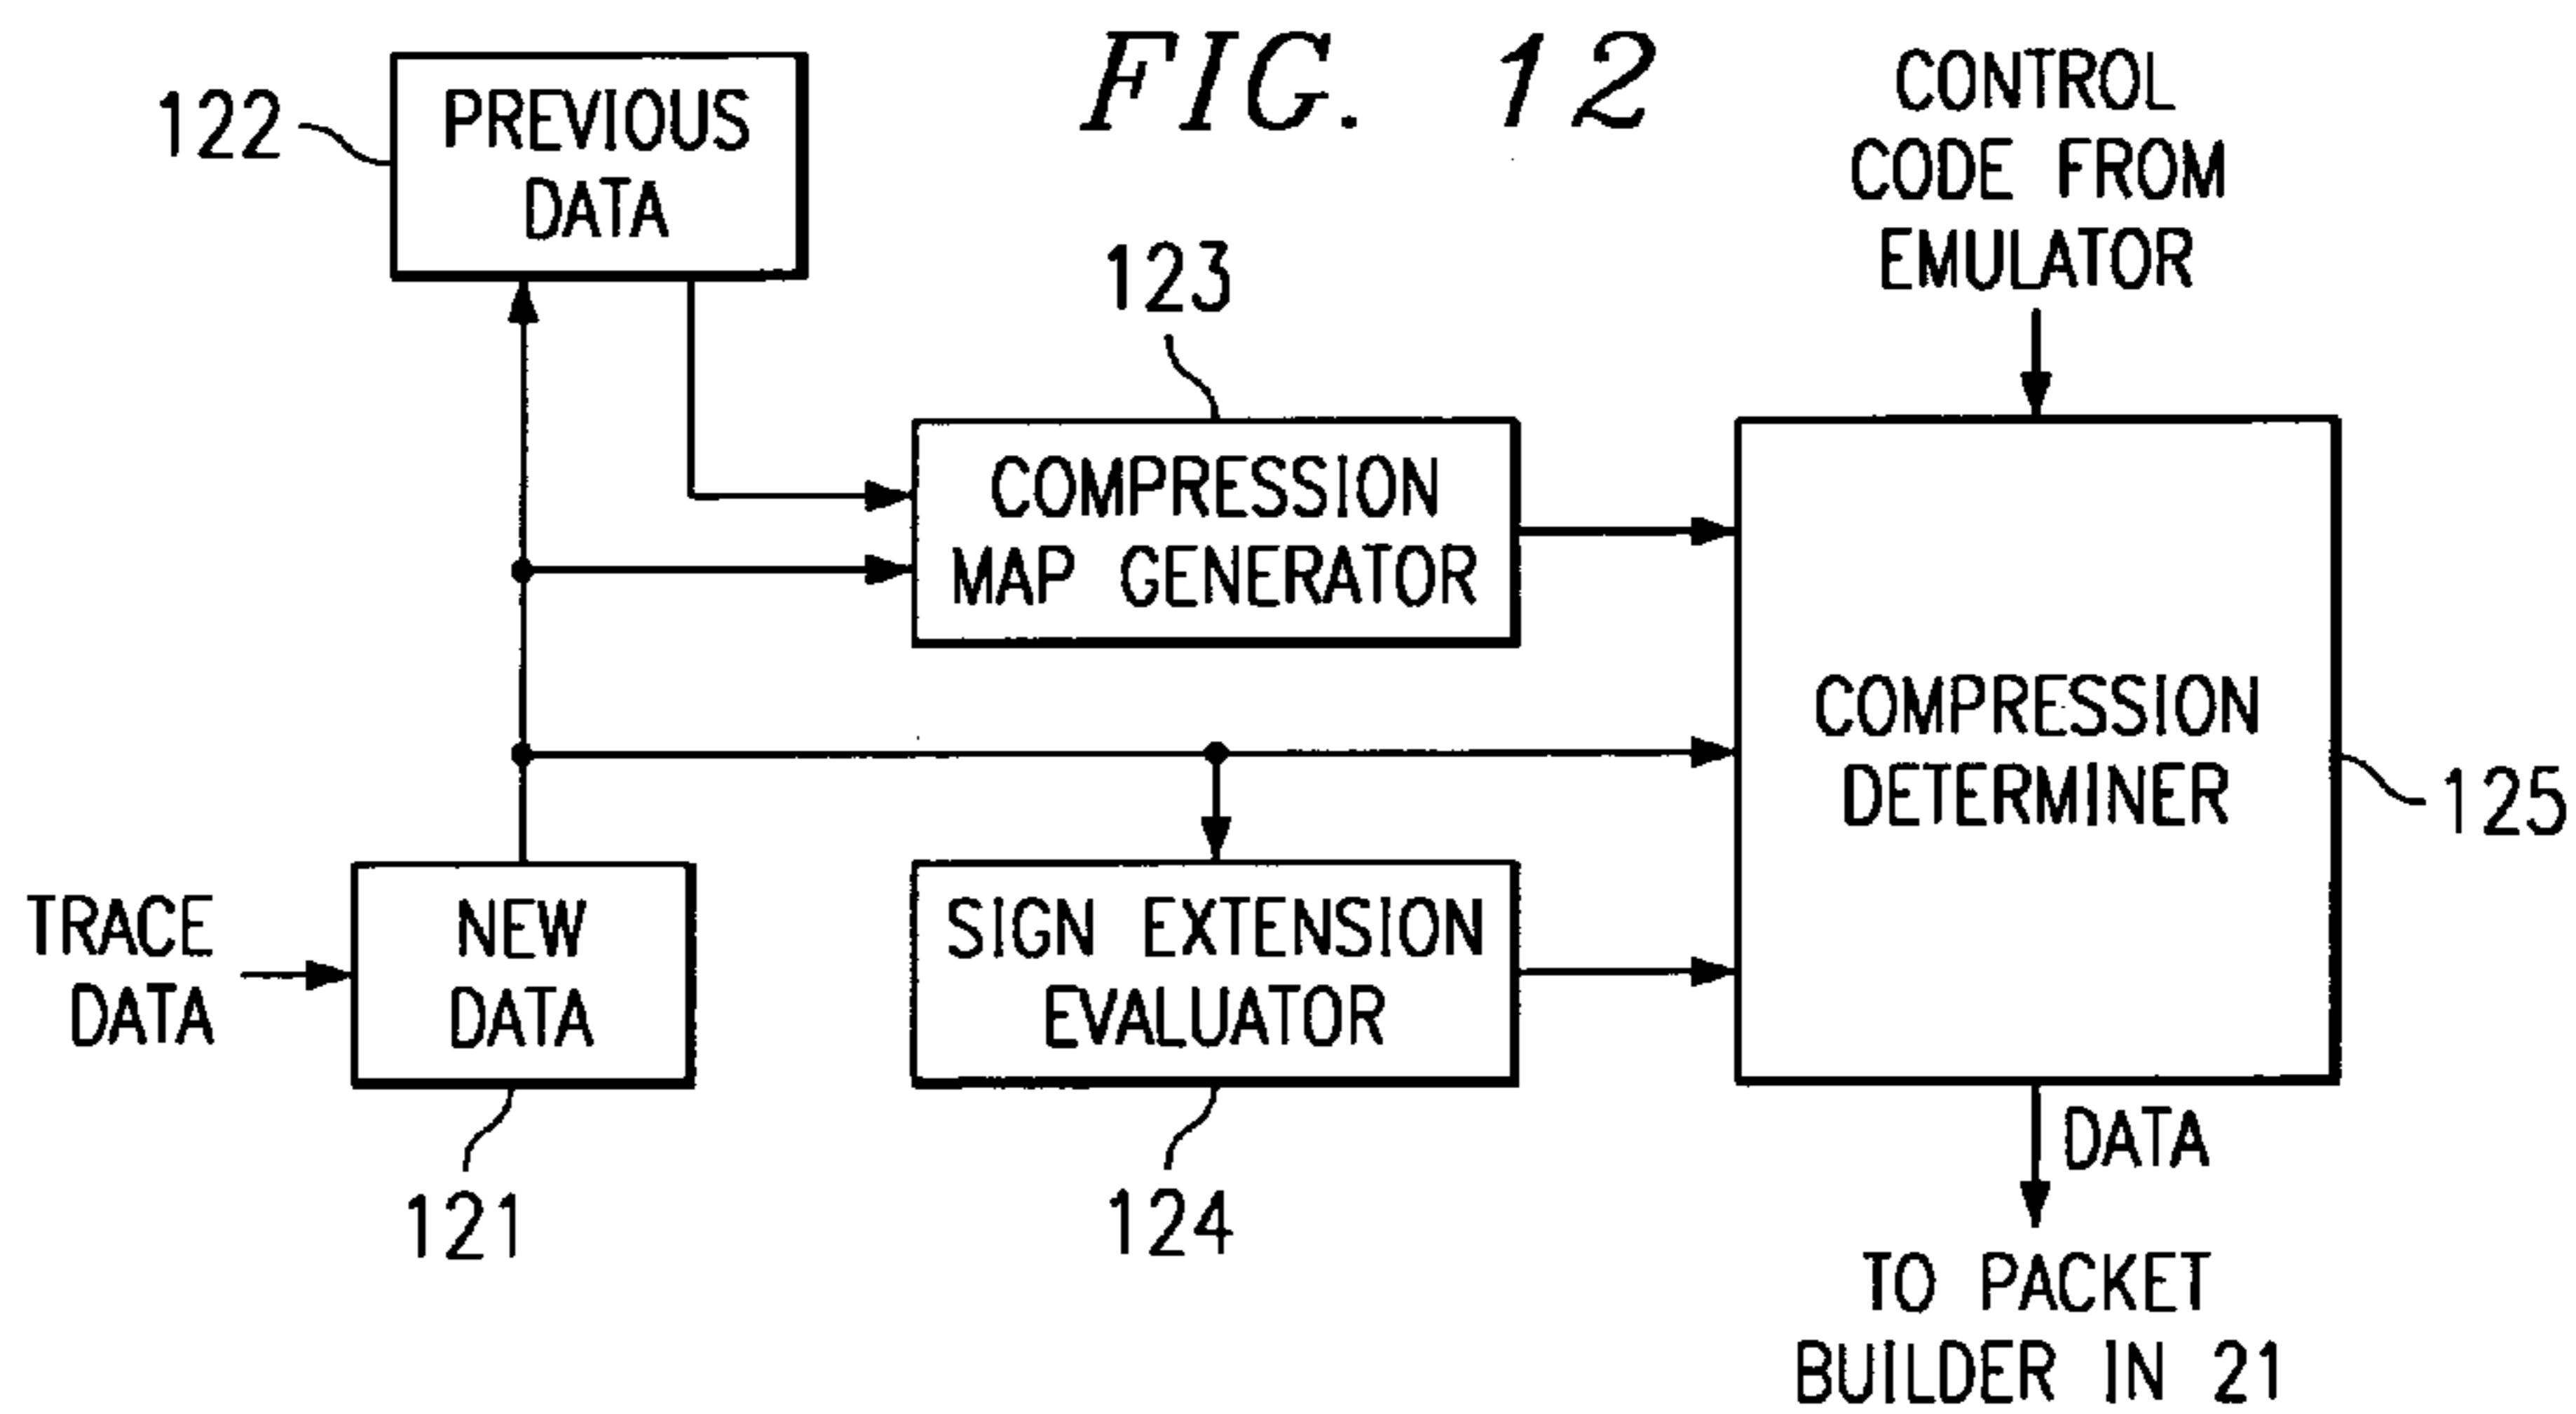 FIG. 12
122
PREVIOUS
DATA
CONTROL
CODE FROM
EMULATOR
123
COMPRESSION
MAP GENERATOR
COMPRESSION
DETERMINER
125
TRACE
DATA
NEW
DATA
121
SIGN EXTENSION
EVALUATOR
124
DATA
TO PACKET
BUILDER IN 21